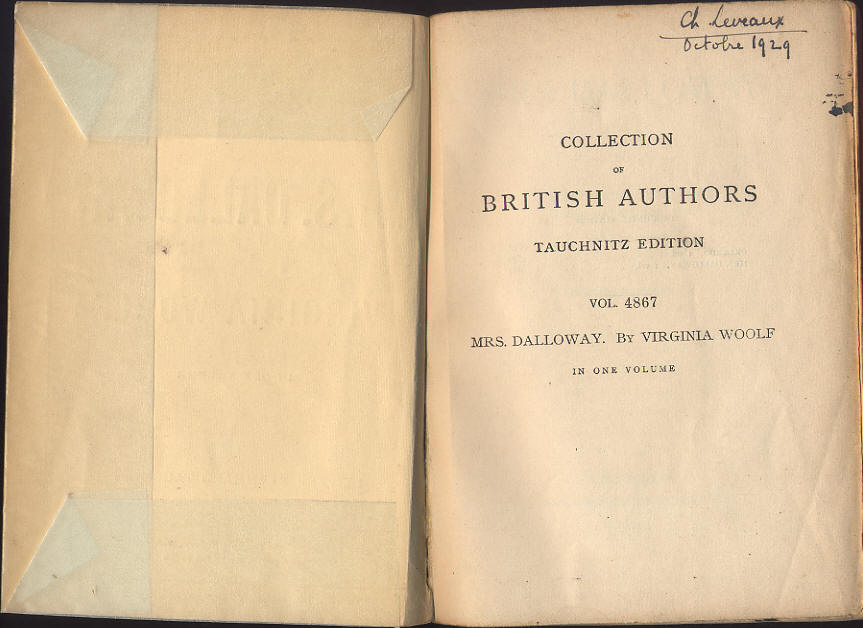 Ch Leveaux
Octobre 1929
COLLECTION
OF
BRITISH AUTHORS
TAUCHNITZ EDITION
VOL. 4867
MRS. DALLOWAY. BY VIRGINIA WOOLF
IN ONE VOLUME